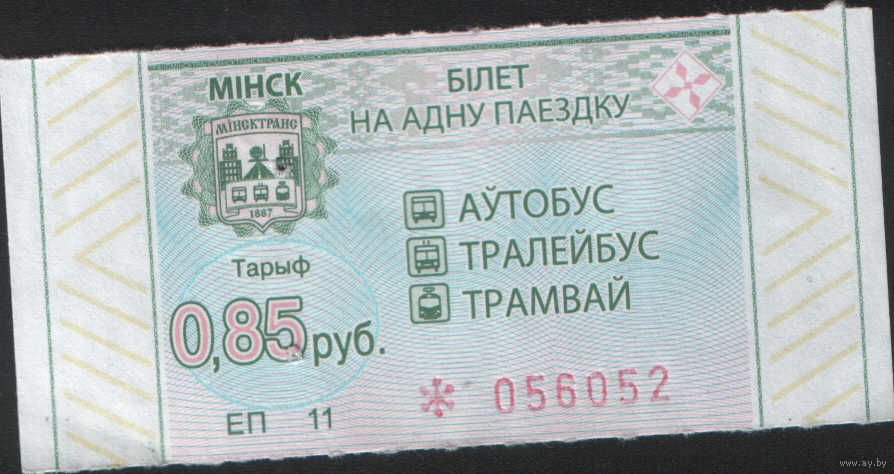 МІНСК
БІЛЕТ
НА АДНУ ПАЕЗДКУ
МІНСКТРАНС
1887
АЎТОБУС
ТРАЛЕЙБУС
ТРАМВАЙ
Тарыф
0,85 руб.
ЕП 11
* 056052
www.ay.by